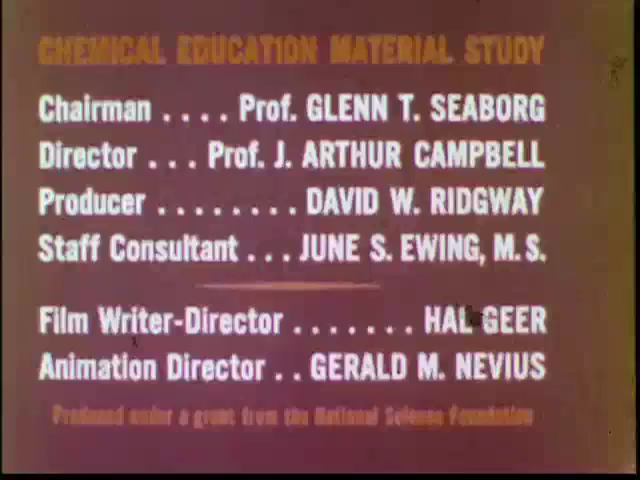 CHEMICAL EDUCATION MATERIAL STUDY
Chairman .... Prof. GLENN T. SEABORG
Director ... Prof. J. ARTHUR CAMPBELL
Producer ........ DAVID W. RIDGWAY
Staff Consultant ... JUNE S. EWING, M.S.
Film Writer-Director ....... HAL GEER
Animation Director .. GERALD M. NEVIUS
Produced under a grant from the National Science Foundation